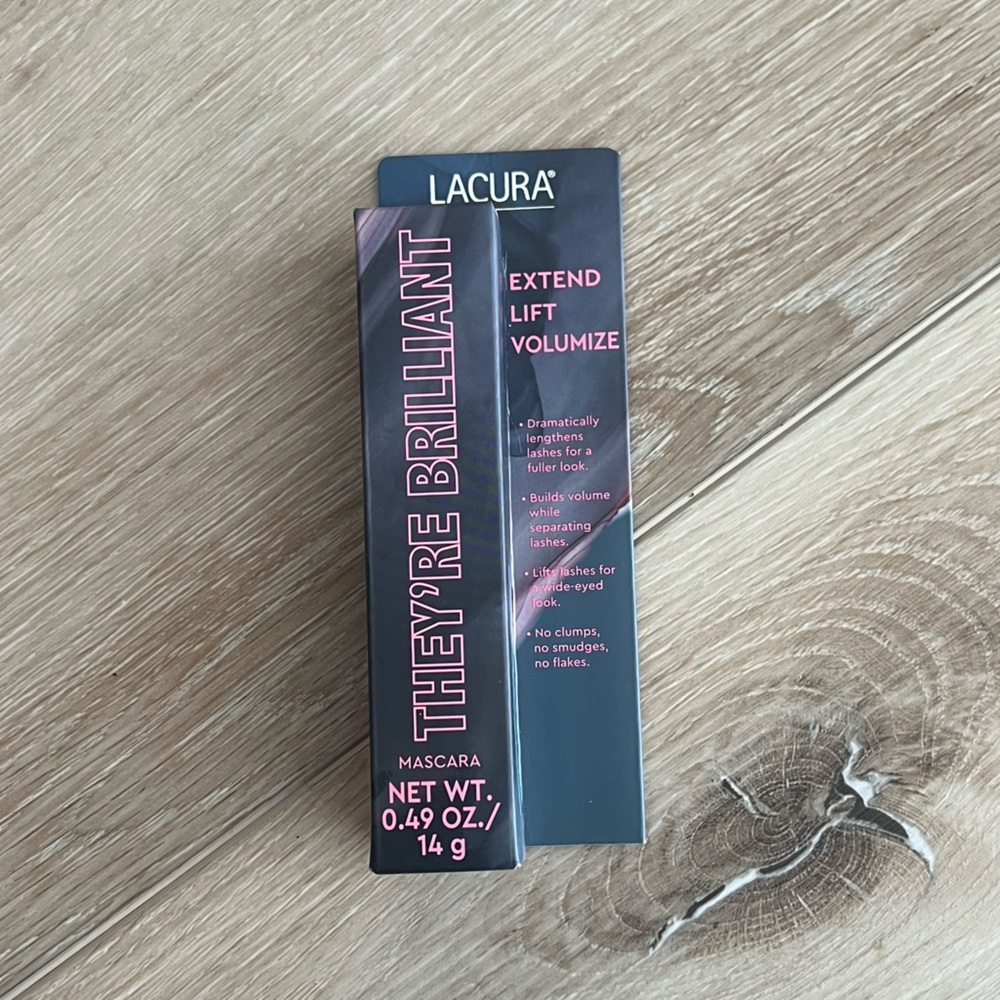 LACURA®
THEY'RE BRILLIANT
MASCARA
NET WT.
0.49 OZ./
14 g
EXTEND
LIFT
VOLUMIZE
• Dramatically
lengthens
lashes for a
fuller look.
• Builds volume
while
separating
lashes.
• Lifts lashes for
a wide-eyed
look.
• No clumps,
no smudges,
no flakes.